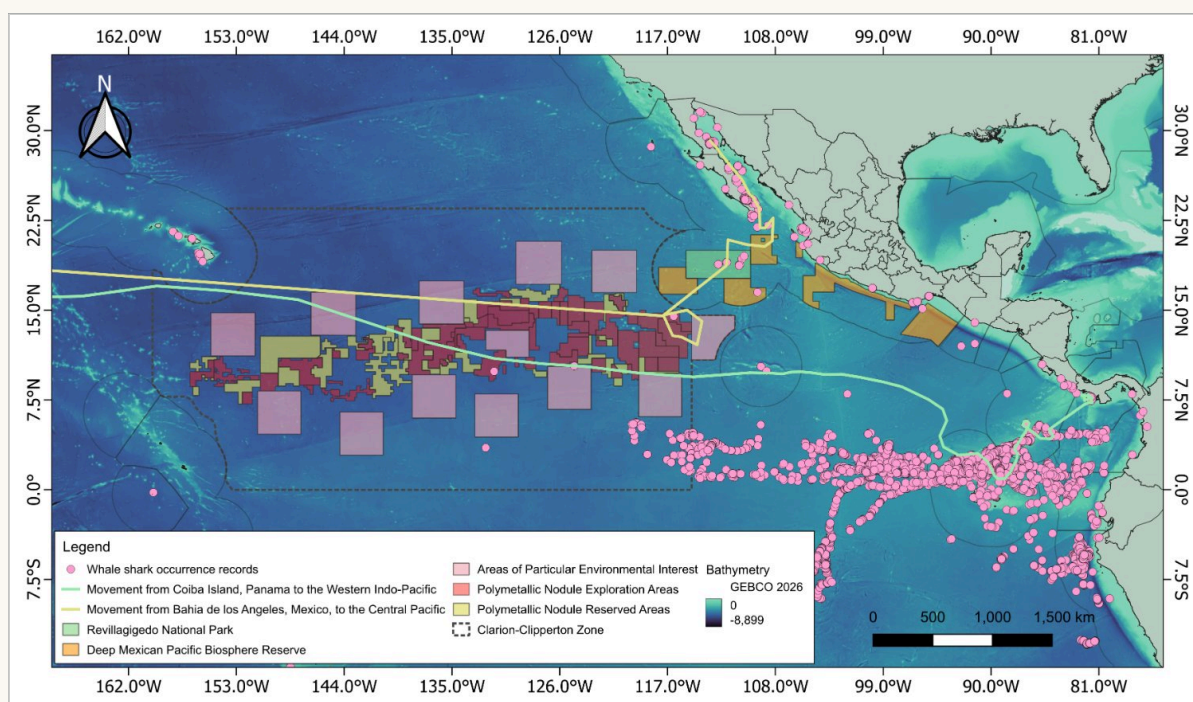 162.0°W 153.0°W 144.0°W 135.0°W 126.0°W 117.0°W 108.0°W 99.0°W 90.0°W 81.0°W
N
30.0°N 30.0°N
22.5°N 22.5°N
15.0°N 15.0°N
7.5°N 7.5°N
0.0° 0.0°
7.5°S 7.5°S
Legend
Whale shark occurrence records
Movement from Coiba Island, Panama to the Western Indo-Pacific
Movement from Bahia de los Angeles, Mexico, to the Central Pacific
Revillagigedo National Park
Deep Mexican Pacific Biosphere Reserve
Areas of Particular Environmental Interest
Polymetallic Nodule Exploration Areas
Polymetallic Nodule Reserved Areas
Clarion-Clipperton Zone
Bathymetry
GEBCO 2026
0
-8,899
0 500 1,000 1,500 km
162.0°W 153.0°W 144.0°W 135.0°W 126.0°W 117.0°W 108.0°W 99.0°W 90.0°W 81.0°W